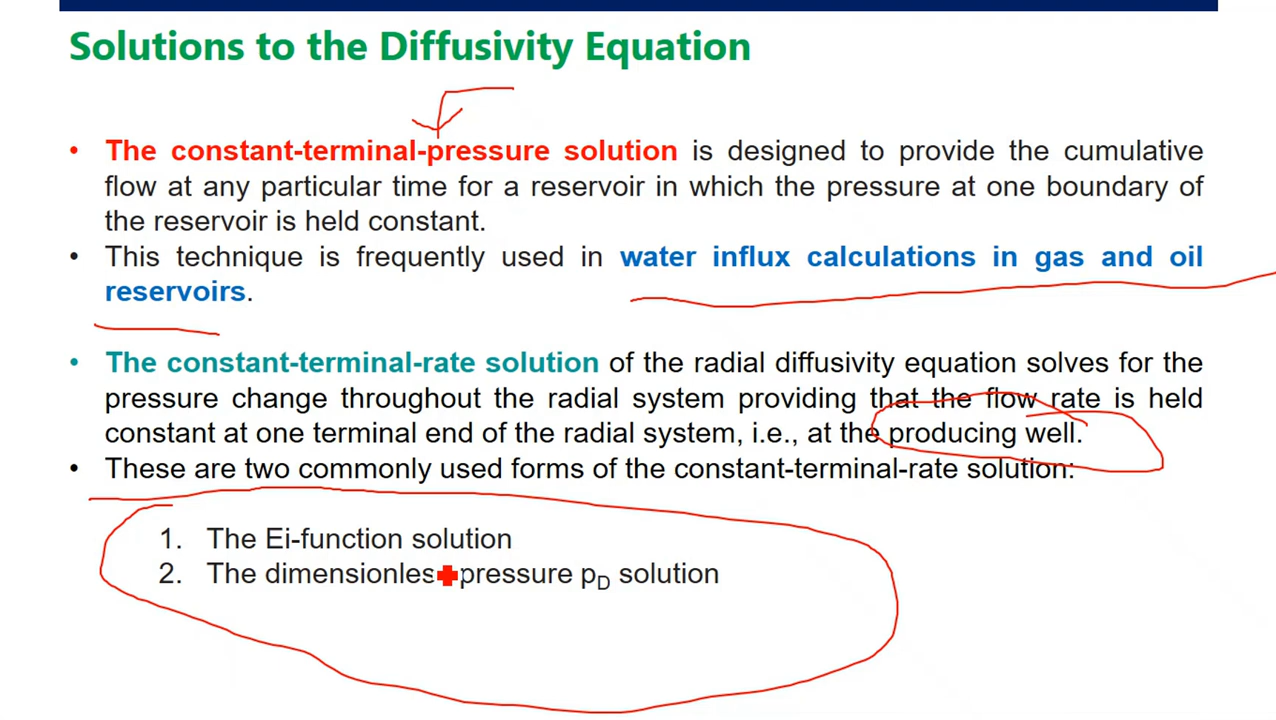 Solutions to the Diffusivity Equation
• The constant-terminal-pressure solution is designed to provide the cumulative
flow at any particular time for a reservoir in which the pressure at one boundary of
the reservoir is held constant.
• This technique is frequently used in water influx calculations in gas and oil
reservoirs.
• The constant-terminal-rate solution of the radial diffusivity equation solves for the
pressure change throughout the radial system providing that the flow rate is held
constant at one terminal end of the radial system, i.e., at the producing well.
• These are two commonly used forms of the constant-terminal-rate solution:
1. The Ei-function solution
2. The dimensionless pressure pD solution